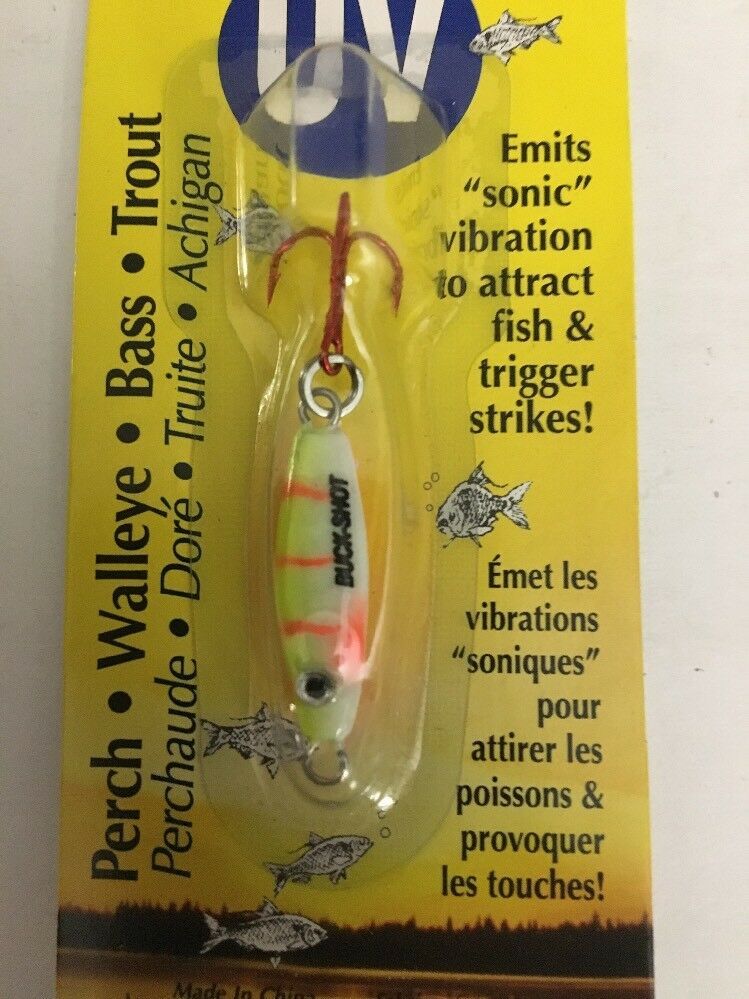 UV
Perch • Walleye • Bass • Trout
Perchaude • Doré • Truite • Achigan
Emits
“sonic”
vibration
to attract
fish &
trigger
strikes!
BUCK-SHOT
Émet les
vibrations
“soniques”
pour
attirer les
poissons &
provoquer
les touches!
Made In China